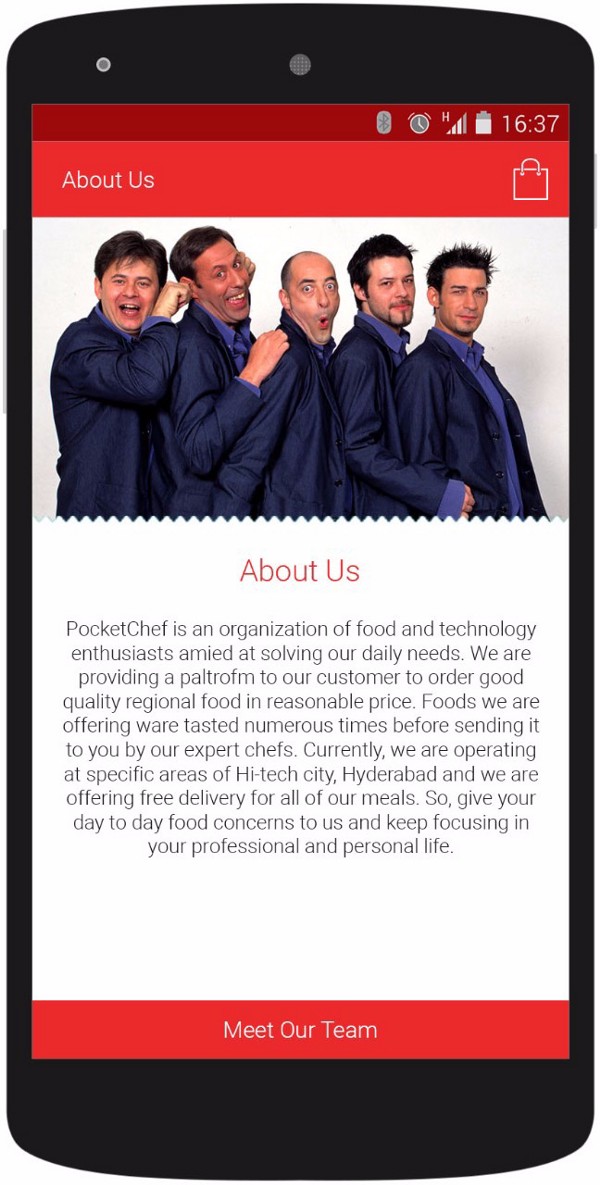 H
16:37
About Us
About Us
PocketChef is an organization of food and technology
enthusiasts amied at solving our daily needs. We are
providing a paltrofm to our customer to order good
quality regional food in reasonable price. Foods we are
offering ware tasted numerous times before sending it
to you by our expert chefs. Currently, we are operating
at specific areas of Hi-tech city, Hyderabad and we are
offering free delivery for all of our meals. So, give your
day to day food concerns to us and keep focusing in
your professional and personal life.
Meet Our Team